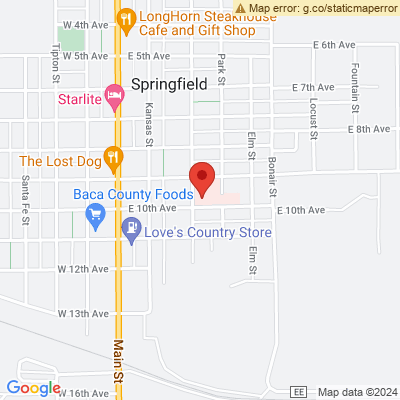 Map error: g.co/staticmaperror
LongHorn Steakhouse
Cafe and Gift Shop
W 4th Ave
E 5th Ave
E 6th Ave
Tipton St
Park St
Springfield
E 7th Ave
Fountain St
Starlite
Kansas St
Locust St
E 8th Ave
Elm St
Bonair St
The Lost Dog
Santa Fe St
Baca County Foods
E 10th Ave
E 10th Ave
Love's Country Store
Elm St
W 12th Ave
W 13th Ave
Main St
Google
W 16th Ave
EE
Map data ©2024